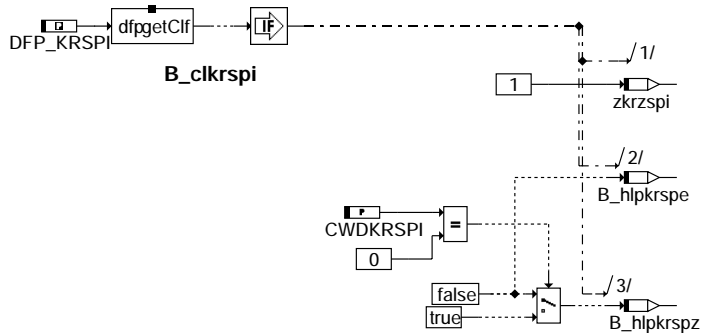 dfpgetClf
IF
DFP_KRSPI
B_clkrspi
1/
1
zkrzspi
2/
B_hlpkrspe
P
=
CWDKRSPI
0
3/
false
true
B_hlpkrspz